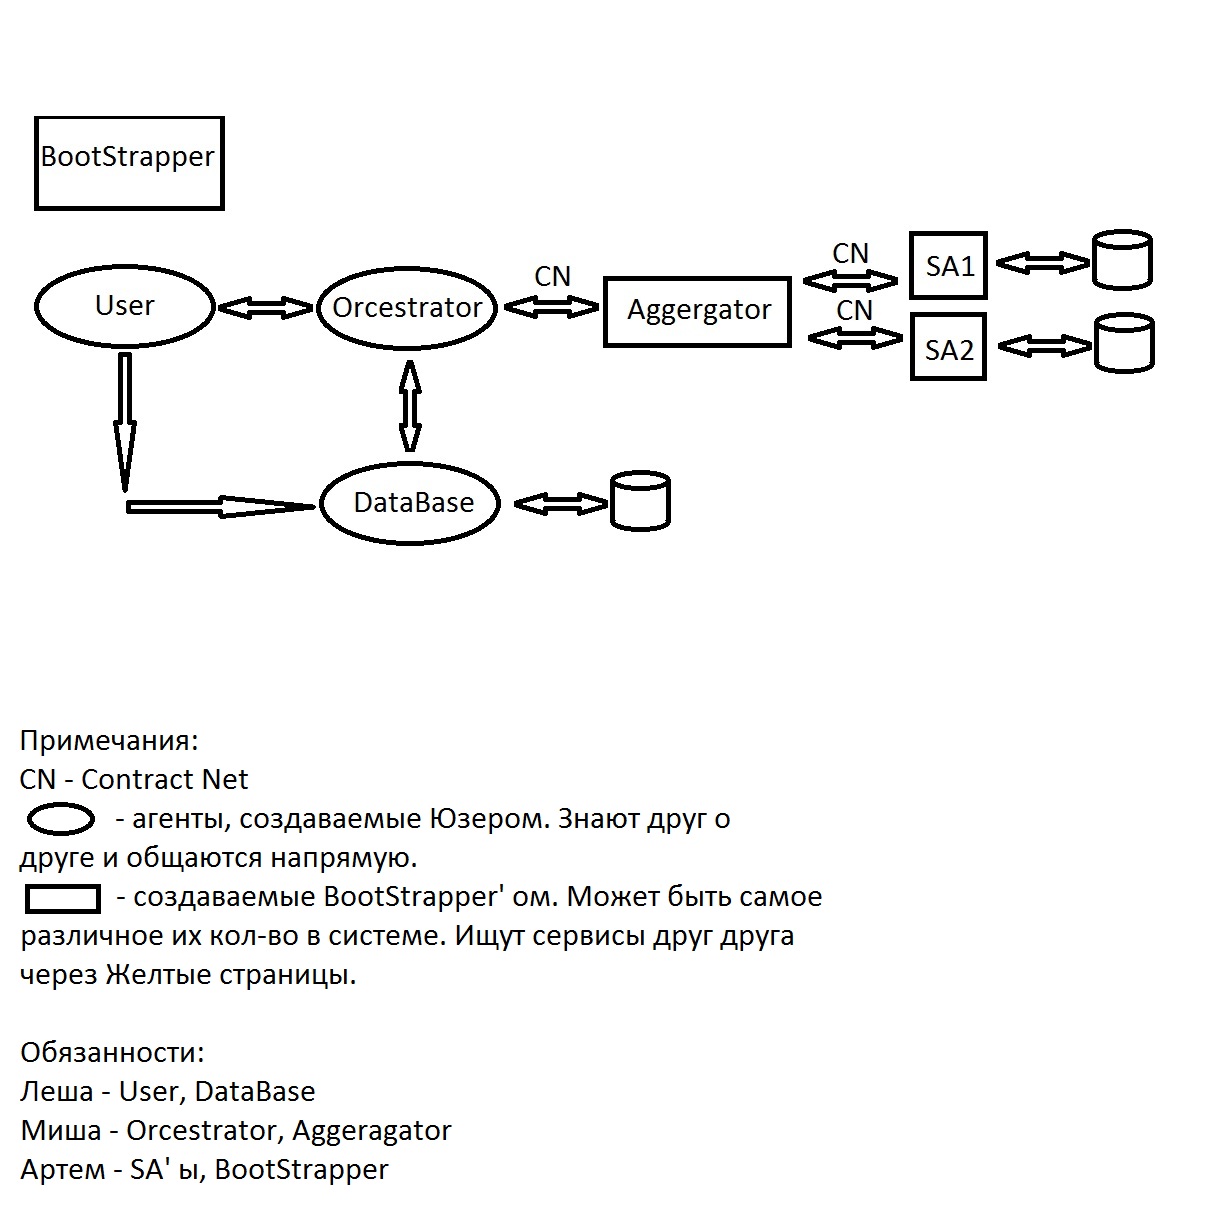 BootStrapper
User
Orcestrator
CN
Aggergator
CN
SA1
CN
SA2
DataBase
Примечания:
CN - Contract Net
- агенты, создаваемые Юзером. Знают друг о
друге и общаются напрямую.
- создаваемые BootStrapper' ом. Может быть самое
различное их кол-во в системе. Ищут сервисы друг друга
через Желтые страницы.
Обязанности:
Леша - User, DataBase
Миша - Orcestrator, Aggeragator
Артем - SA' ы, BootStrapper